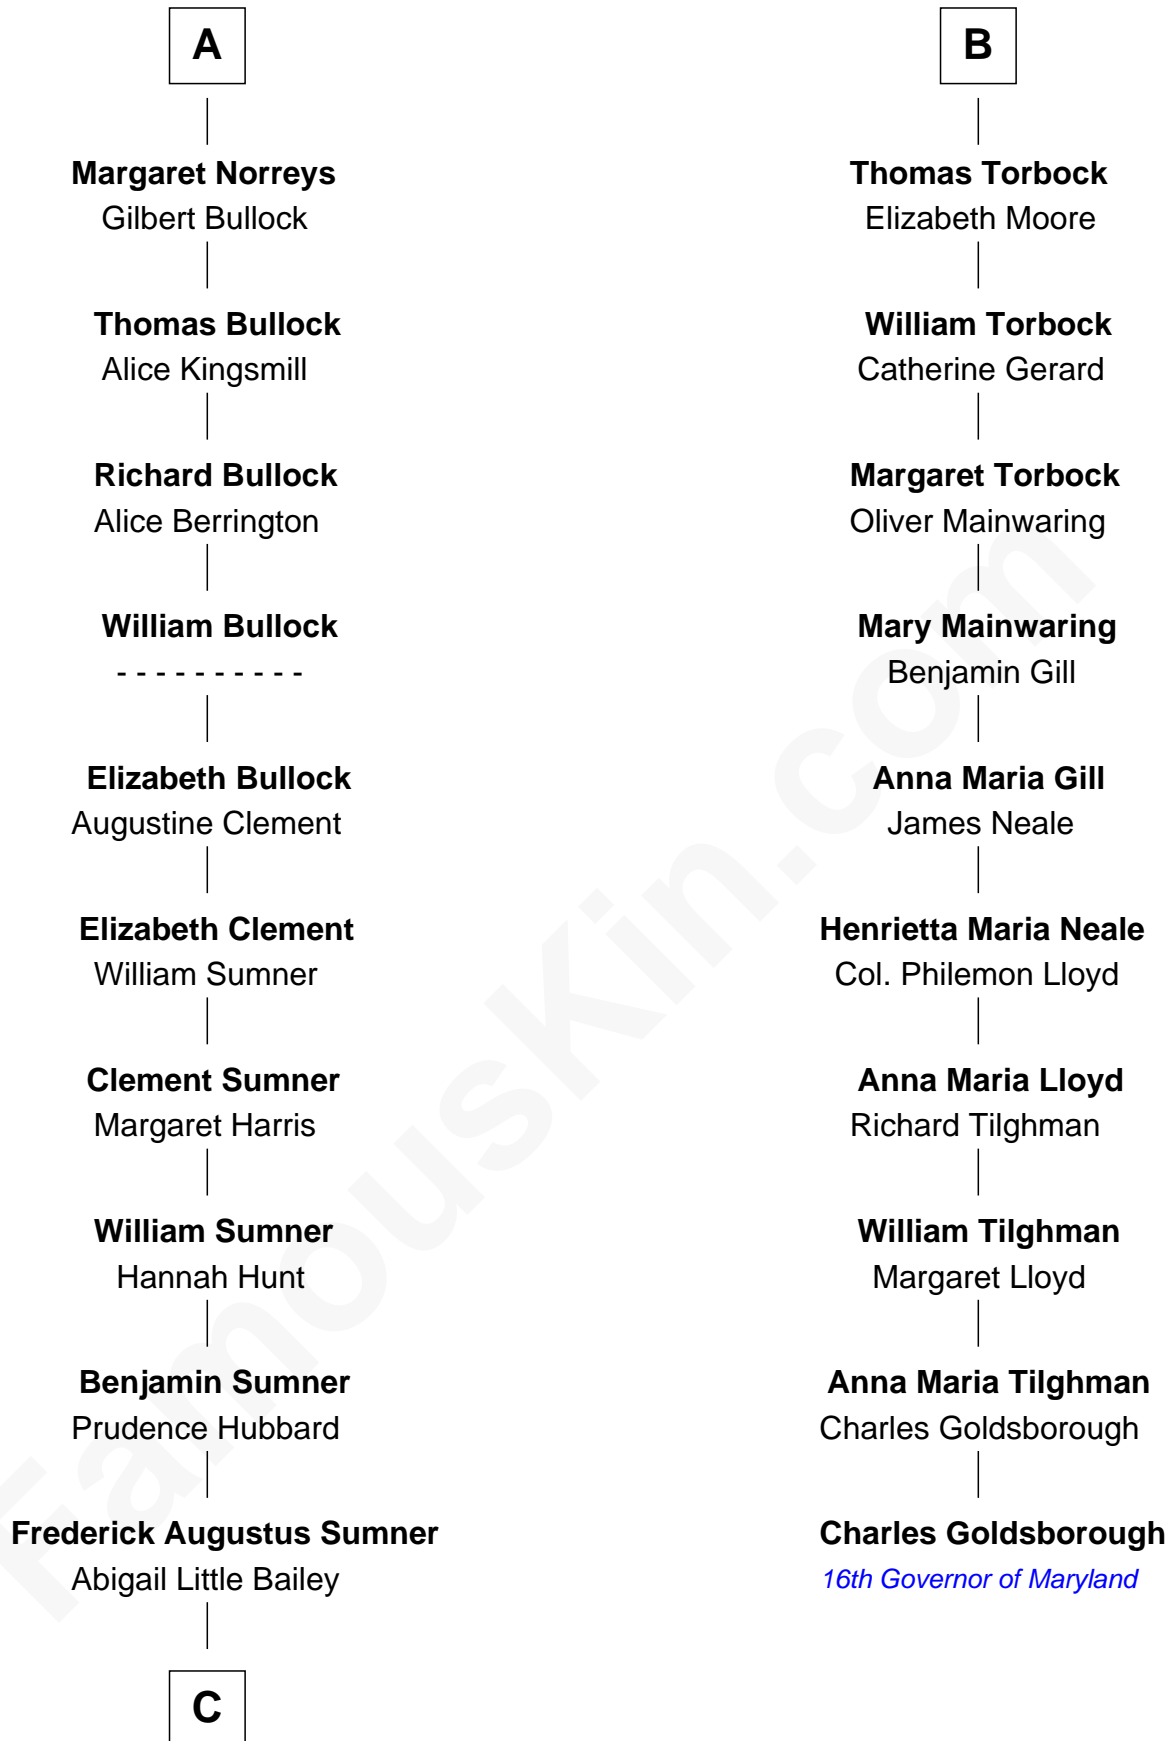 A
Margaret Norreys
Gilbert Bullock
Thomas Bullock
Alice Kingsmill
Richard Bullock
Alice Berrington
William Bullock
- - - - - - - - - -
Elizabeth Bullock
Augustine Clement
Elizabeth Clement
William Sumner
Clement Sumner
Margaret Harris
William Sumner
Hannah Hunt
Benjamin Sumner
Prudence Hubbard
Frederick Augustus Sumner
Abigail Little Bailey
C
B
Thomas Torbock
Elizabeth Moore
William Torbock
Catherine Gerard
Margaret Torbock
Oliver Mainwaring
Mary Mainwaring
Benjamin Gill
Anna Maria Gill
James Neale
Henrietta Maria Neale
Col. Philemon Lloyd
Anna Maria Lloyd
Richard Tilghman
William Tilghman
Margaret Lloyd
Anna Maria Tilghman
Charles Goldsborough
Charles Goldsborough
16th Governor of Maryland
FamousKin.com